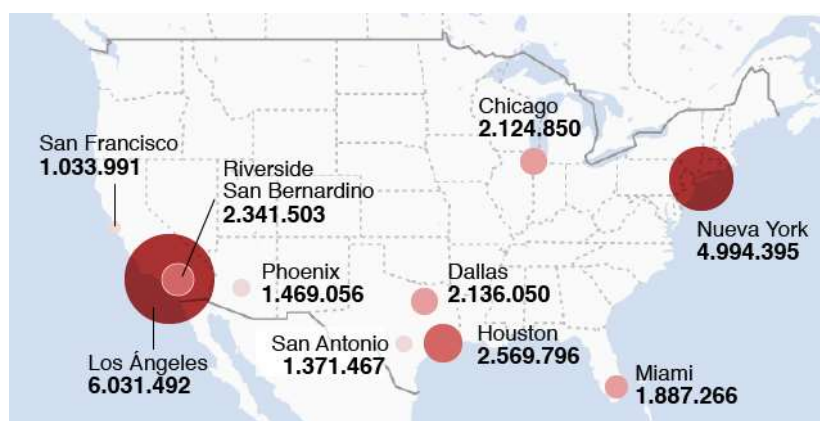 San Francisco
1.033.991
Riverside
San Bernardino
2.341.503
Chicago
2.124.850
Nueva York
4.994.395
Phoenix
1.469.056
Dallas
2.136.050
San Antonio
1.371.467
Houston
2.569.796
Los Ángeles
6.031.492
Miami
1.887.266